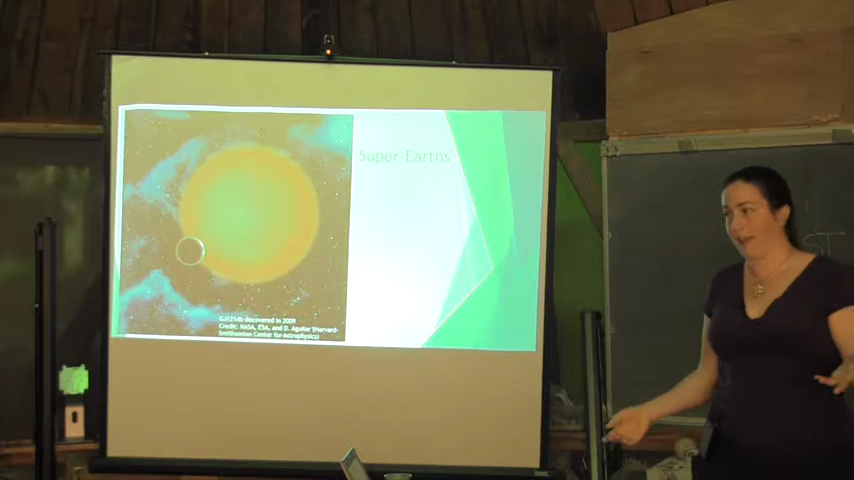 Super-Earths
GJ1214b discovered in 2009
Credit: NASA, ESA, and D. Aguilar (Harvard-
Smithsonian Center for Astrophysics)